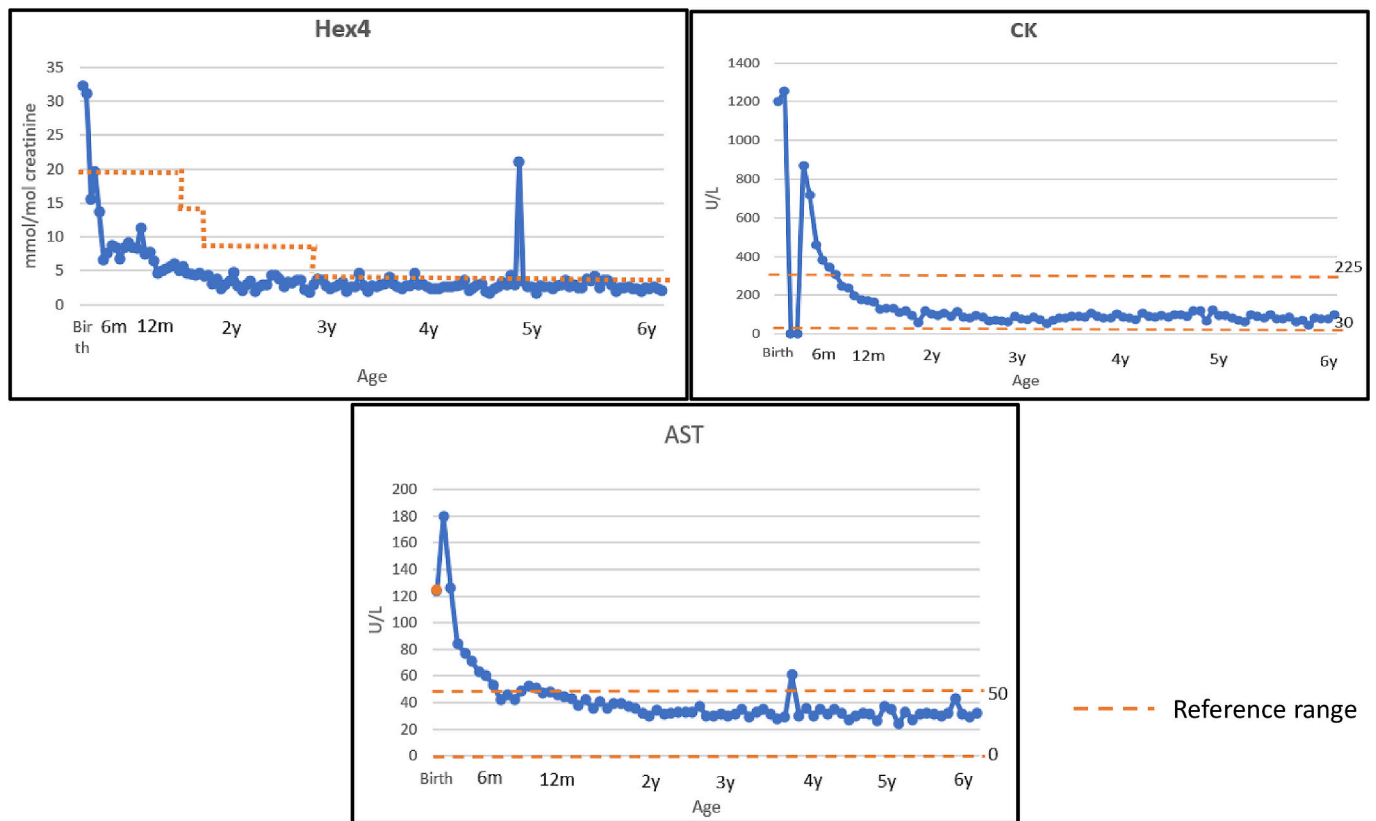 Hex4
mmol/mol creatinine
35
30
25
20
15
10
5
0
Bir
th
6m
12m
2y
3y
4y
5y
6y
Age
CK
U/L
1400
1200
1000
800
600
400
200
0
225
30
Birth
6m
12m
2y
3y
4y
5y
6y
Age
AST
U/L
200
180
160
140
120
100
80
60
40
20
0
50
0
Birth
6m
12m
2y
3y
4y
5y
6y
Age
Reference range